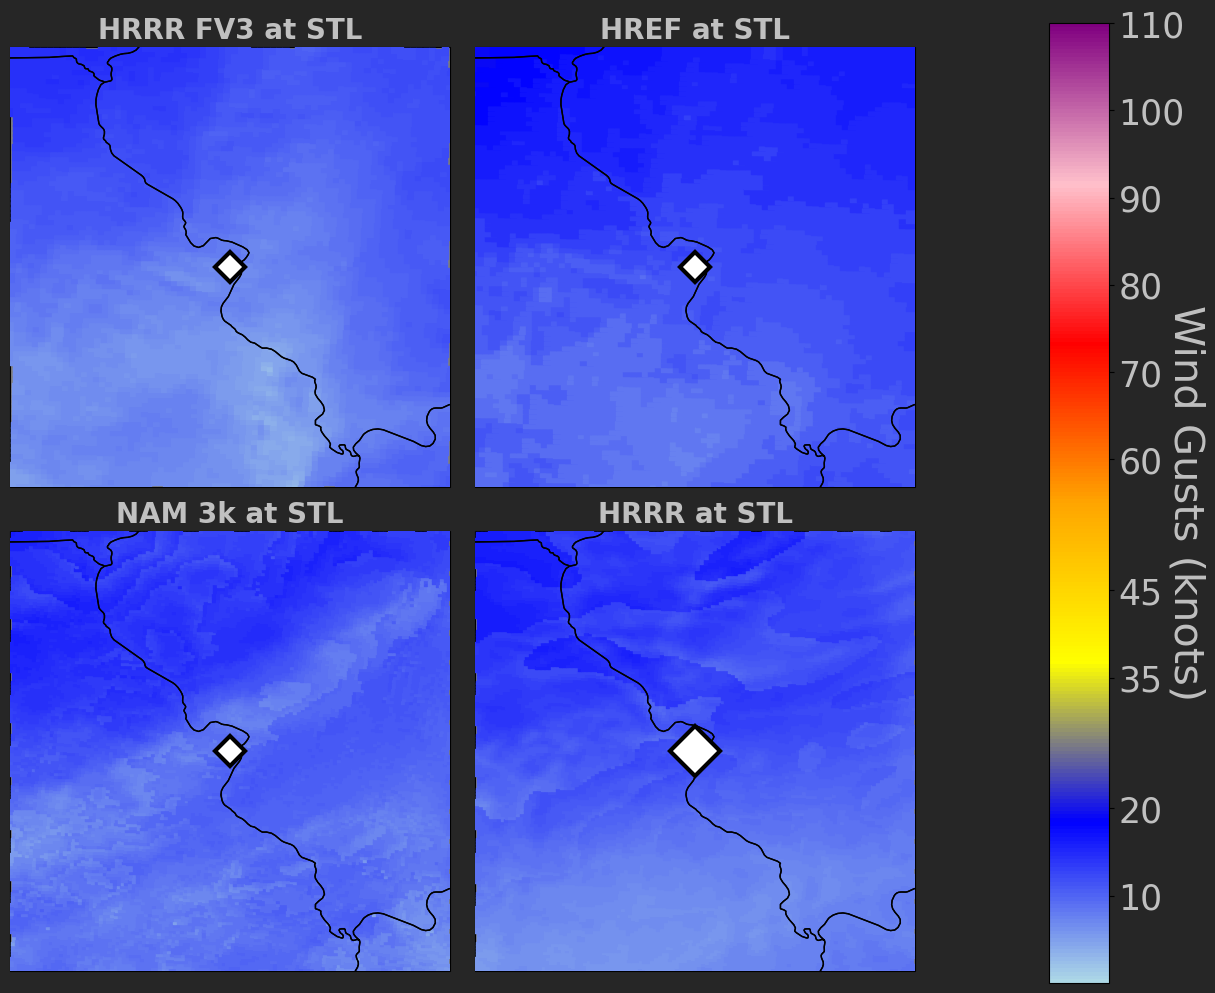 HRRR FV3 at STL
HREF at STL
NAM 3k at STL
HRRR at STL
110
100
90
80
70
60
45
35
20
10
Wind Gusts (knots)